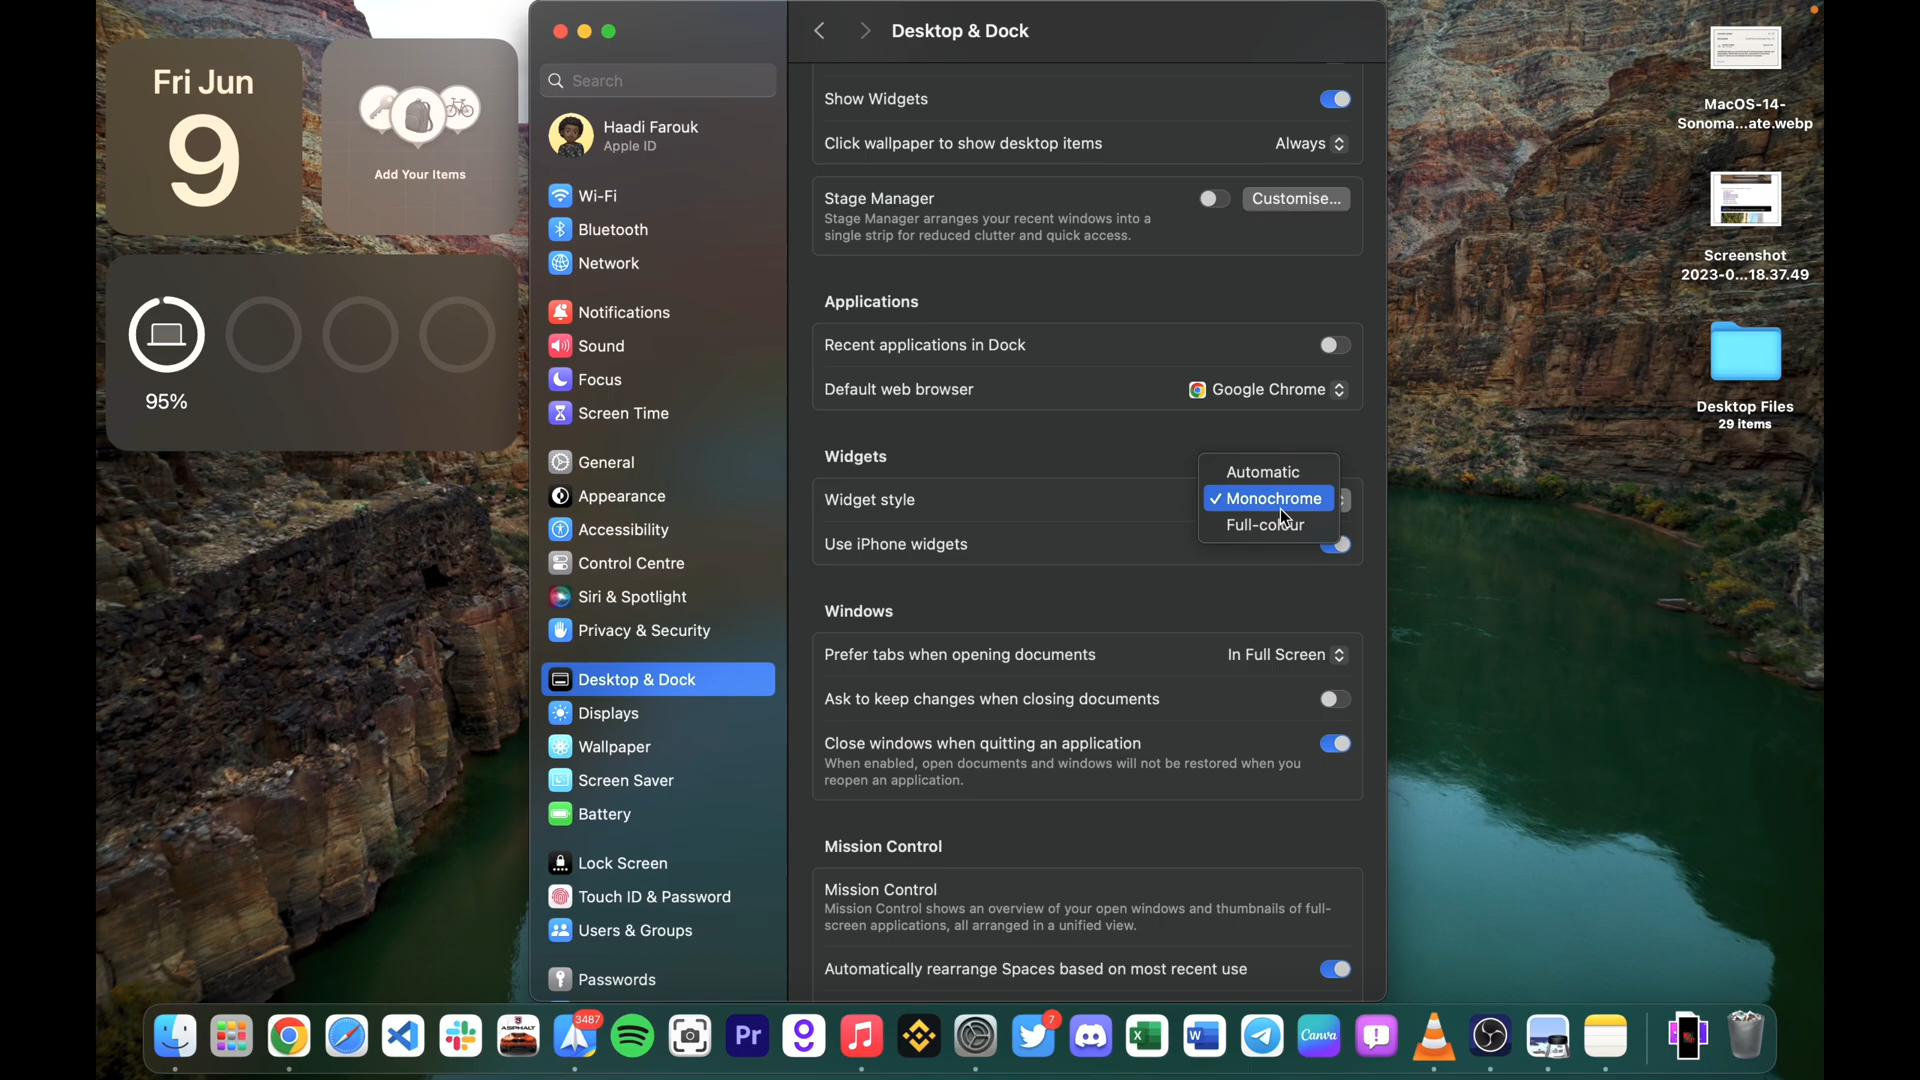 Fri Jun
9
Add Your Items
95%
Search
Haadi Farouk
Apple ID
Wi-Fi
Bluetooth
Network
Notifications
Sound
Focus
Screen Time
General
Appearance
Accessibility
Control Centre
Siri & Spotlight
Privacy & Security
Desktop & Dock
Displays
Wallpaper
Screen Saver
Battery
Lock Screen
Touch ID & Password
Users & Groups
Passwords
Desktop & Dock
Show Widgets
Click wallpaper to show desktop items Always
Stage Manager Customise...
Stage Manager arranges your recent windows into a
single strip for reduced clutter and quick access.
Applications
Recent applications in Dock
Default web browser Google Chrome
Widgets
Widget style
Automatic
✓ Monochrome
Full-colour
Use iPhone widgets
Windows
Prefer tabs when opening documents In Full Screen
Ask to keep changes when closing documents
Close windows when quitting an application
When enabled, open documents and windows will not be restored when you
reopen an application.
Mission Control
Mission Control
Mission Control shows an overview of your open windows and thumbnails of full-
screen applications, all arranged in a unified view.
Automatically rearrange Spaces based on most recent use
MacOS-14-
Sonoma...ate.webp
Screenshot
2023-0...18.37.49
Desktop Files
29 items
ASPHALT
3487
Pr
7
X
W
Canva